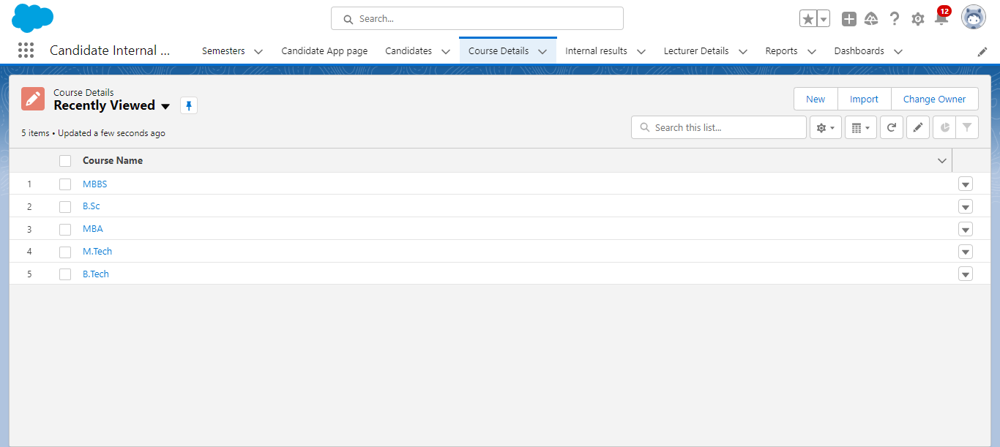 Search...
12
Candidate Internal ...
Semesters
Candidate App page
Candidates
Course Details
Internal results
Lecturer Details
Reports
Dashboards
Course Details
Recently Viewed
New
Import
Change Owner
5 items • Updated a few seconds ago
Search this list...
Course Name
1 MBBS
2 B.Sc
3 MBA
4 M.Tech
5 B.Tech